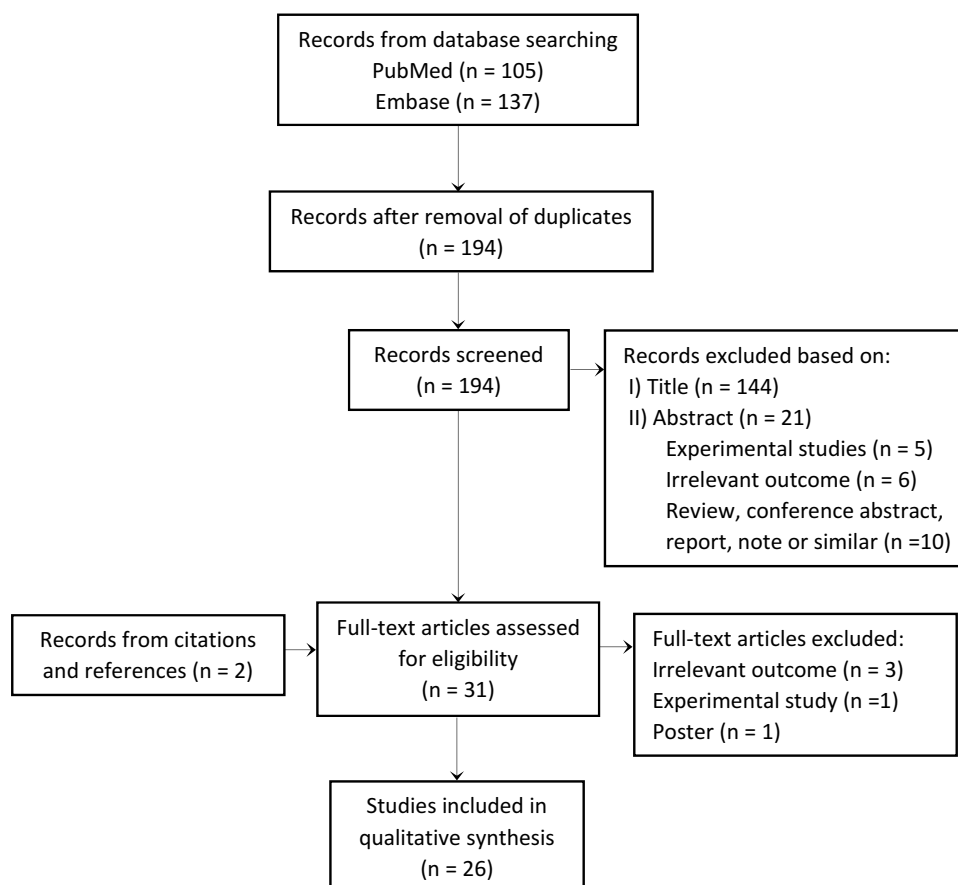 Records from database searching
PubMed (n = 105)
Embase (n = 137)
Records after removal of duplicates
(n = 194)
Records screened
(n = 194)
Records excluded based on:
I) Title (n = 144)
II) Abstract (n = 21)
Experimental studies (n = 5)
Irrelevant outcome (n = 6)
Review, conference abstract,
report, note or similar (n =10)
Records from citations
and references (n = 2)
Full-text articles assessed
for eligibility
(n = 31)
Full-text articles excluded:
Irrelevant outcome (n = 3)
Experimental study (n =1)
Poster (n = 1)
Studies included in
qualitative synthesis
(n = 26)